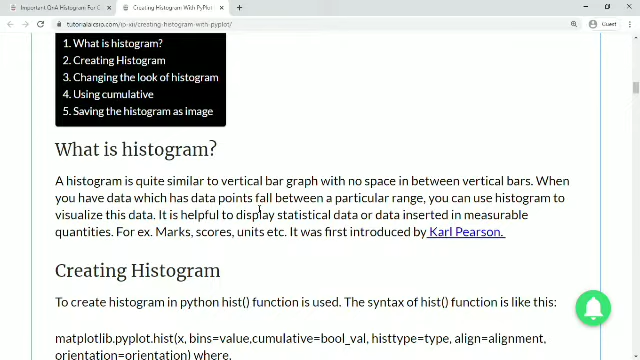 Important QnA Histogram For C
Creating Histogram With PyPlot
tutorialaicsip.com/ip-xii/creating-histogram-with-pyplot/
Guest
1. What is histogram?
2. Creating Histogram
3. Changing the look of histogram
4. Using cumulative
5. Saving the histogram as image
What is histogram?
A histogram is quite similar to vertical bar graph with no space in between vertical bars. When
you have data which has data points fall between a particular range, you can use histogram to
visualize this data. It is helpful to display statistical data or data inserted in measurable
quantities. For ex. Marks, scores, units etc. It was first introduced by Karl Pearson.
Creating Histogram
To create histogram in python hist() function is used. The syntax of hist() function is like this:
matplotlib.pyplot.hist(x, bins=value,cumulative=bool_val, histtype=type, align=alignment,
orientation=orientation) where,